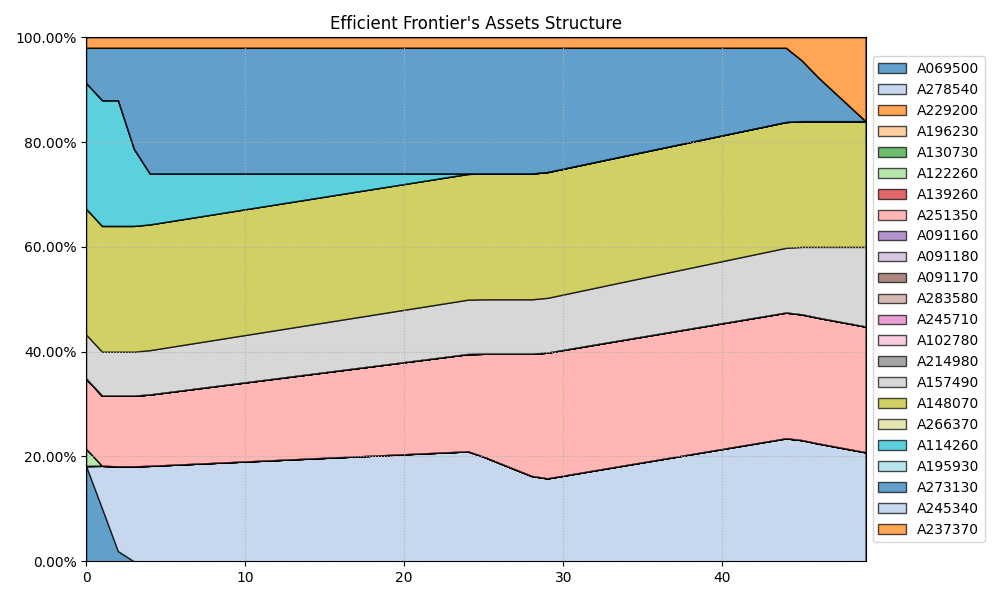 Efficient Frontier's Assets Structure
100.00%
80.00%
60.00%
40.00%
20.00%
0.00%
0
10
20
30
40
A069500
A278540
A229200
A196230
A130730
A122260
A139260
A251350
A091160
A091180
A091170
A283580
A245710
A102780
A214980
A157490
A148070
A266370
A114260
A195930
A273130
A245340
A237370